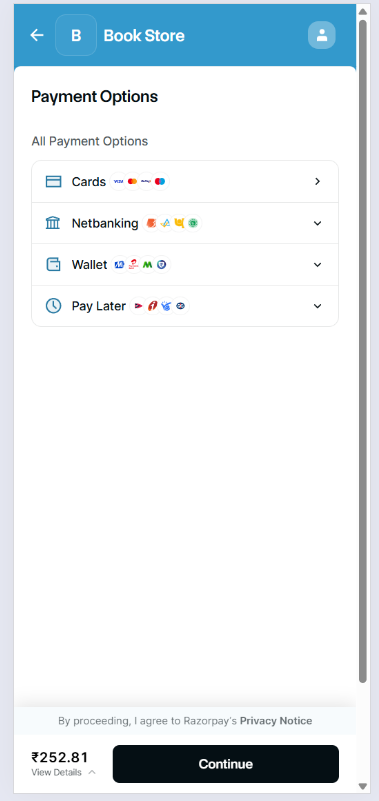 B Book Store
Payment Options
All Payment Options
Cards VISA
Netbanking
Wallet
Pay Later
By proceeding, I agree to Razorpay's Privacy Notice
₹252.81
View Details
Continue